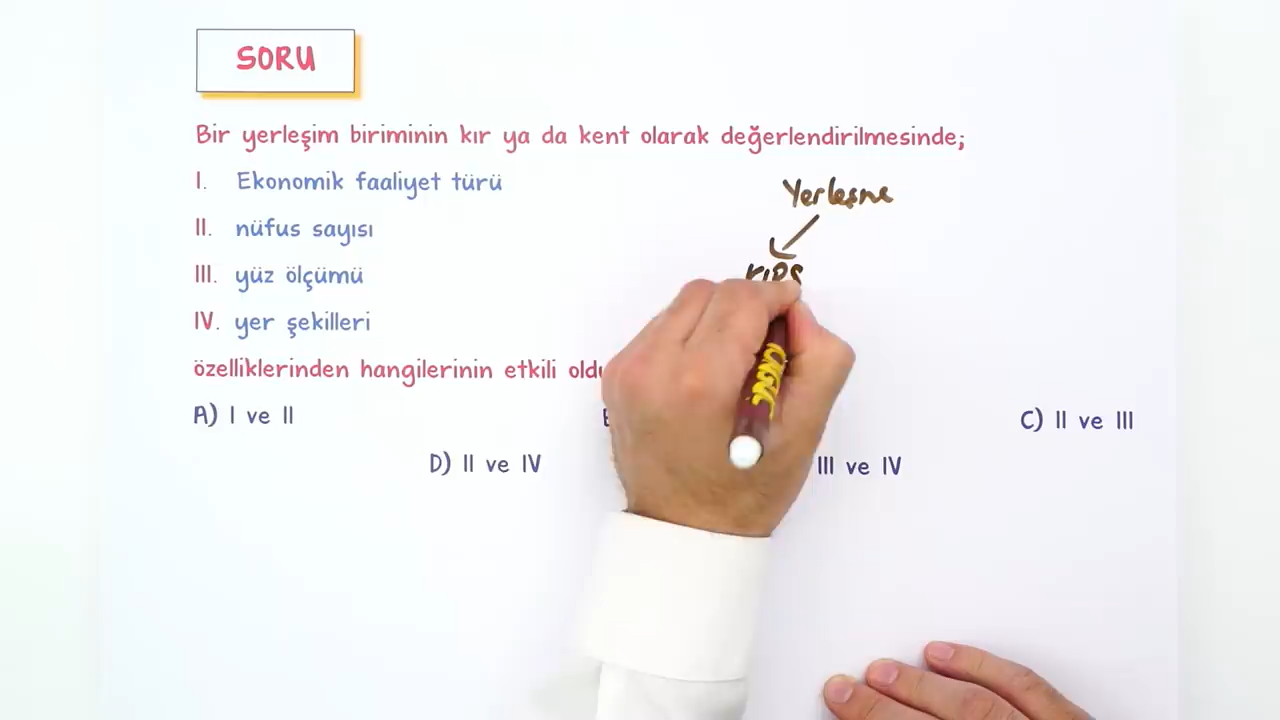 SORU
Bir yerleşim biriminin kır ya da kent olarak değerlendirilmesinde;
I. Ekonomik faaliyet türü
Yerleşme
II. nüfus sayısı
III. yüz ölçümü
IV. yer şekilleri
özelliklerinden hangilerinin etkili
A) I ve II
C) II ve III
D) II ve IV
III ve IV